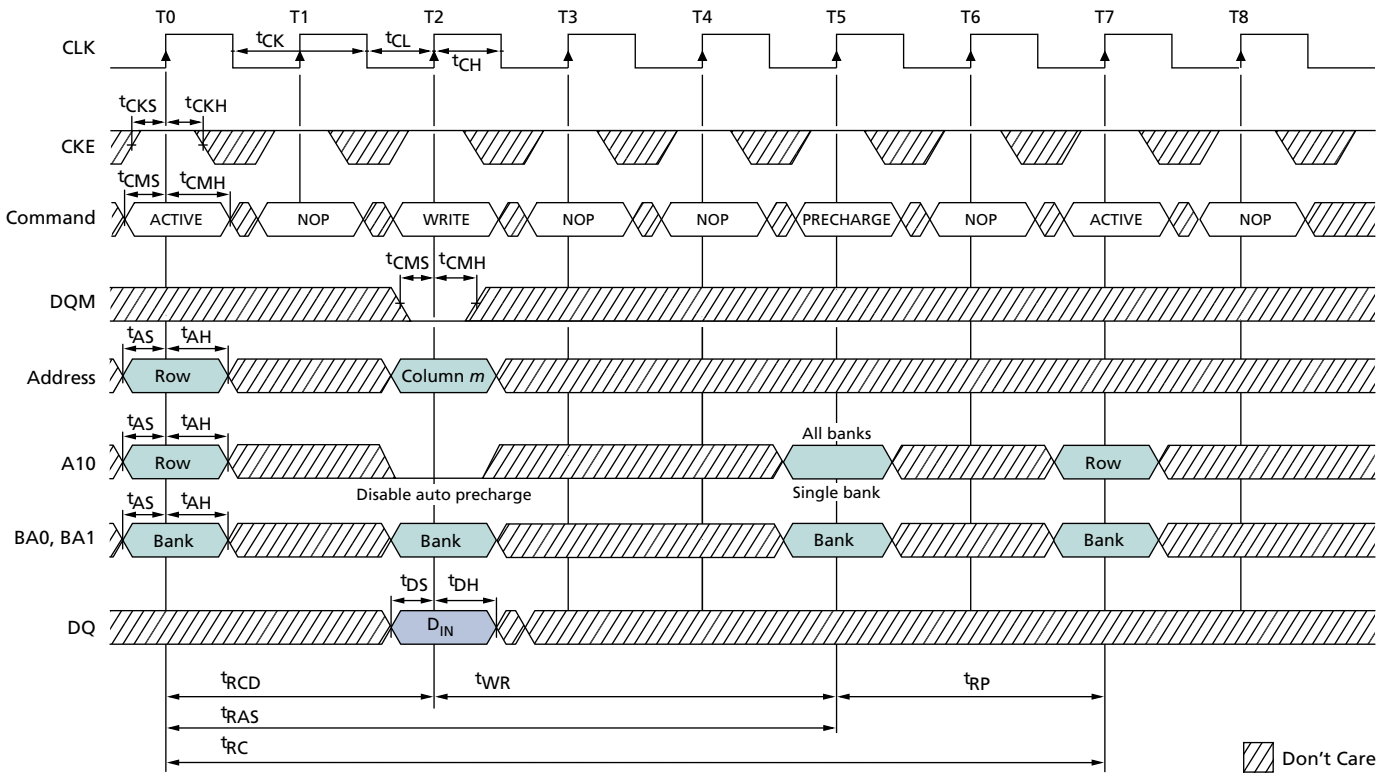 T0 T1 T2 T3 T4 T5 T6 T7 T8
CLK
tCK tCL
tCH
tCKS tCKH
CKE
tCMS tCMH
Command ACTIVE NOP WRITE NOP NOP PRECHARGE NOP ACTIVE NOP
tCMS tCMH
DQM
tAS tAH
Address Row Column m
tAS tAH
All banks
A10 Row Row
Disable auto precharge Single bank
tAS tAH
BA0, BA1 Bank Bank Bank Bank
tDS tDH
DQ DIN
tRCD tWR tRP
tRAS
tRC
Don't Care